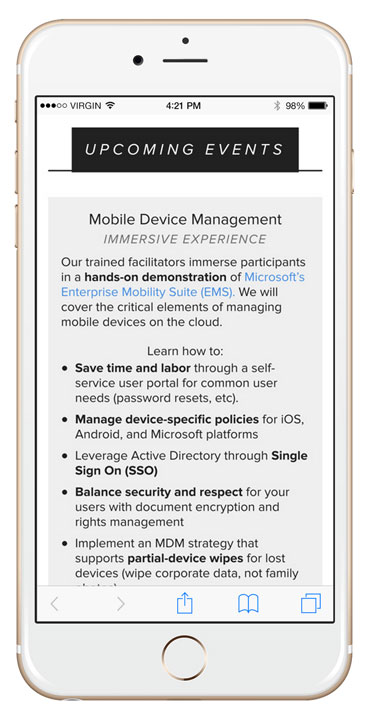 VIRGIN 4:21 PM 98%
UPCOMING EVENTS
Mobile Device Management
IMMERSIVE EXPERIENCE
Our trained facilitators immerse participants
in a hands-on demonstration of Microsoft's
Enterprise Mobility Suite (EMS). We will
cover the critical elements of managing
mobile devices on the cloud.
Learn how to:
• Save time and labor through a self-
service user portal for common user
needs (password resets, etc).
• Manage device-specific policies for iOS,
Android, and Microsoft platforms
• Leverage Active Directory through Single
Sign On (SSO)
• Balance security and respect for your
users with document encryption and
rights management
• Implement an MDM strategy that
supports partial-device wipes for lost
devices (wipe corporate data, not family